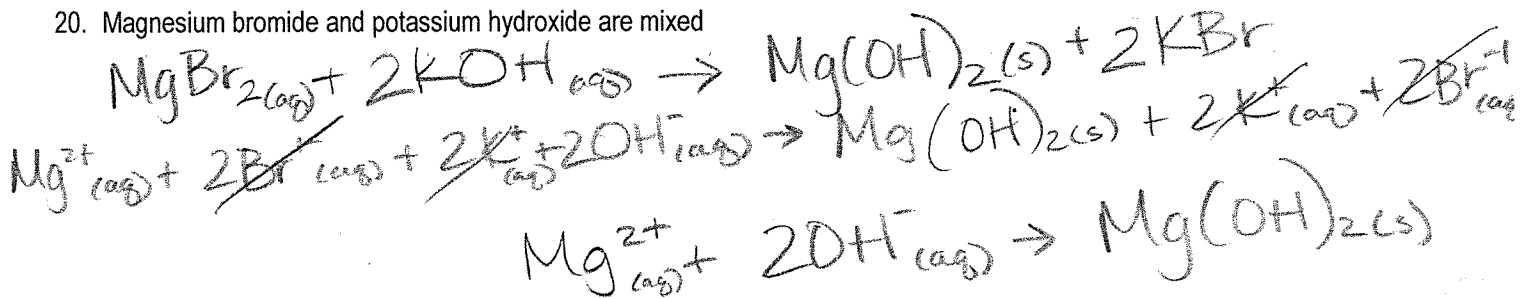 20. Magnesium bromide and potassium hydroxide are mixed
MgBr₂(aq) + 2KOH(aq) → Mg(OH)₂(s) + 2KBr
Mg²⁺(aq) + 2Br⁻(aq) + 2K⁺(aq) + 2OH⁻(aq) → Mg(OH)₂(s) + 2K⁺(aq) + 2Br⁻¹(aq
Mg²⁺(aq) + 2OH⁻(aq) → Mg(OH)₂(s)